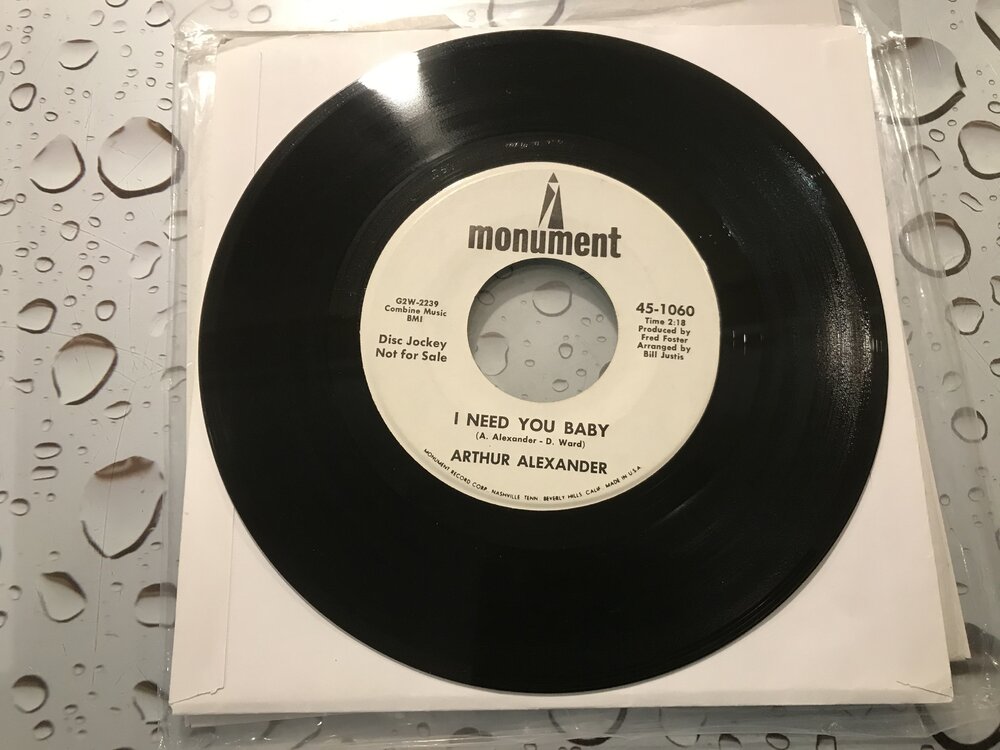 monument
G2W-2239
Combine Music
BMI
Disc Jockey
Not for Sale
45-1060
Time 2:18
Produced by
Fred Foster
Arranged by
Bill Justis
I NEED YOU BABY
(A. Alexander - D. Ward)
ARTHUR ALEXANDER
MONUMENT RECORD CORP. NASHVILLE TENN. BEVERLY HILLS CALIF. MADE IN U.S.A.